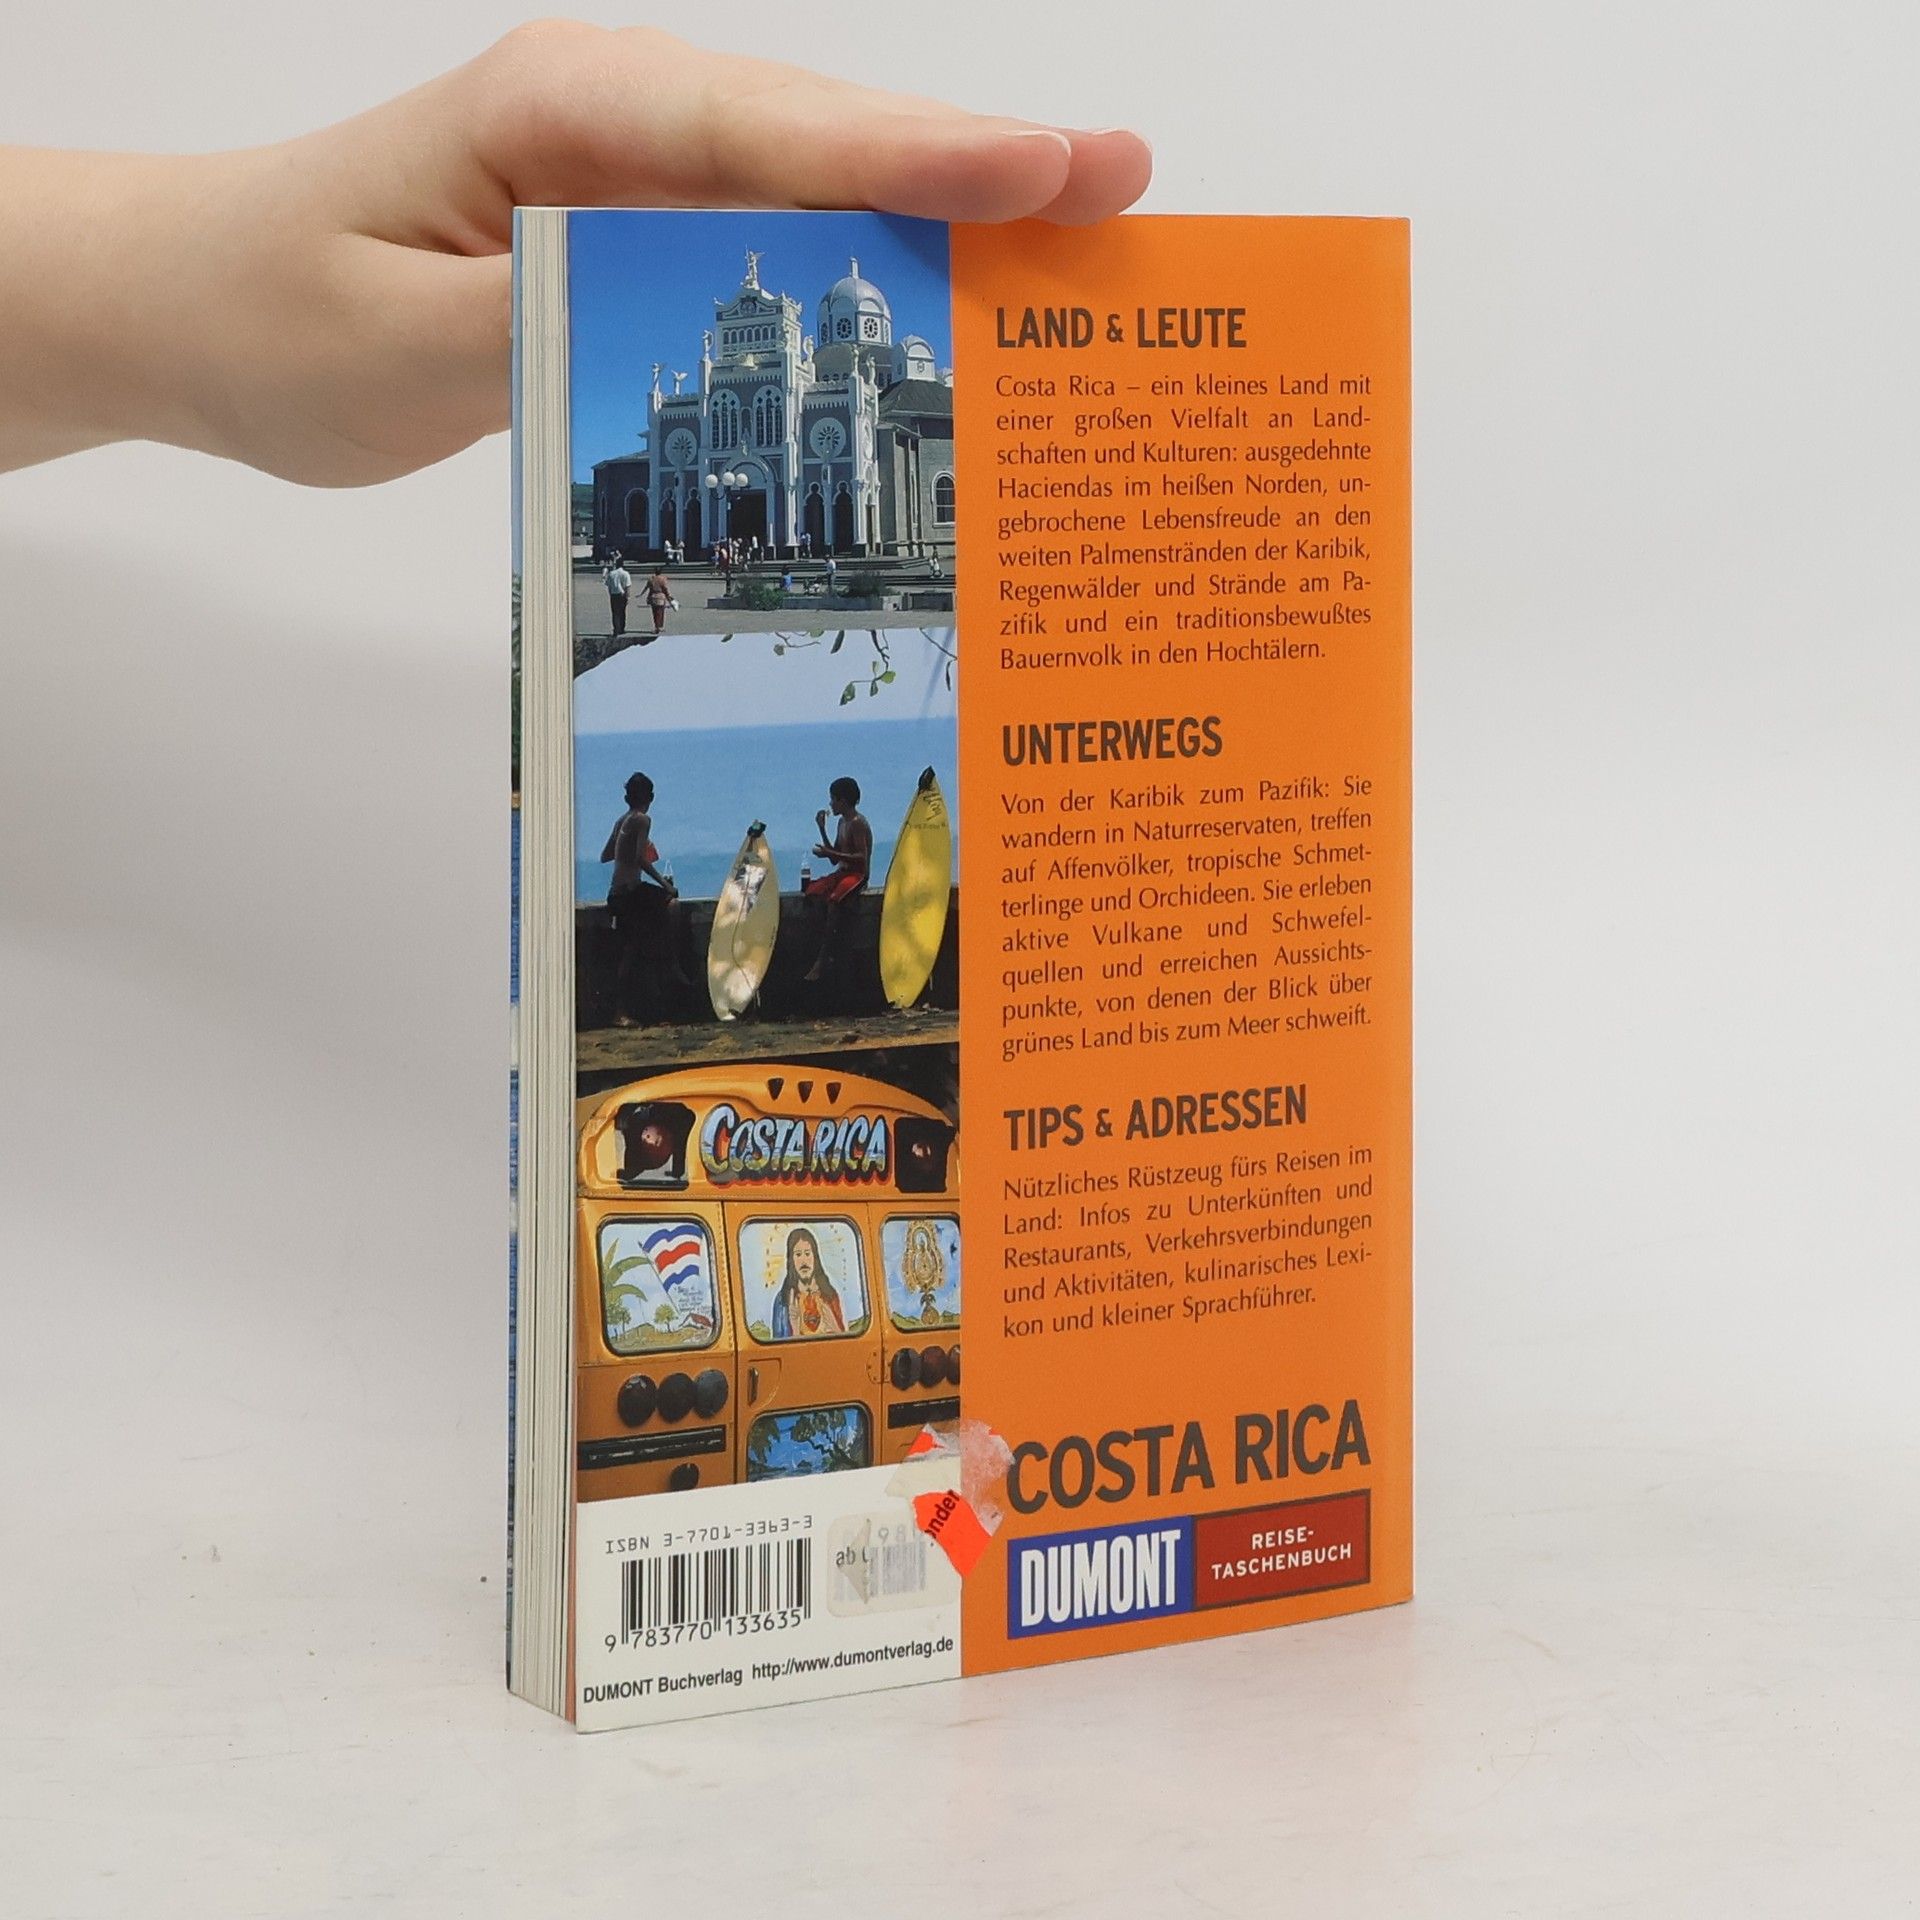 LAND & LEUTE
Costa Rica – ein kleines Land mit
einer großen Vielfalt an Land-
schaften und Kulturen: ausgedehnte
Haciendas im heißen Norden, un-
gebrochene Lebensfreude an den
weiten Palmenstränden der Karibik,
Regenwälder und Strände am Pa-
zifik und ein traditionsbewußtes
Bauernvolk in den Hochtälern.
UNTERWEGS
Von der Karibik zum Pazifik: Sie
wandern in Naturreservaten, treffen
auf Affenvölker, tropische Schmet-
terlinge und Orchideen. Sie erleben
aktive Vulkane und Schwefel-
quellen und erreichen Aussichts-
punkte, von denen der Blick über
grünes Land bis zum Meer schweift.
TIPS & ADRESSEN
Nützliches Rüstzeug fürs Reisen im
Land: Infos zu Unterkünften und
Restaurants, Verkehrsverbindungen
und Aktivitäten, kulinarisches Lexi-
kon und kleiner Sprachführer.
COSTA RICA
DUMONT
REISE-
TASCHENBUCH
COSTA RICA
ISBN 3-7701-3363-3
9 783770 133635
ab
onder
DUMONT Buchverlag http://www.dumontverlag.de